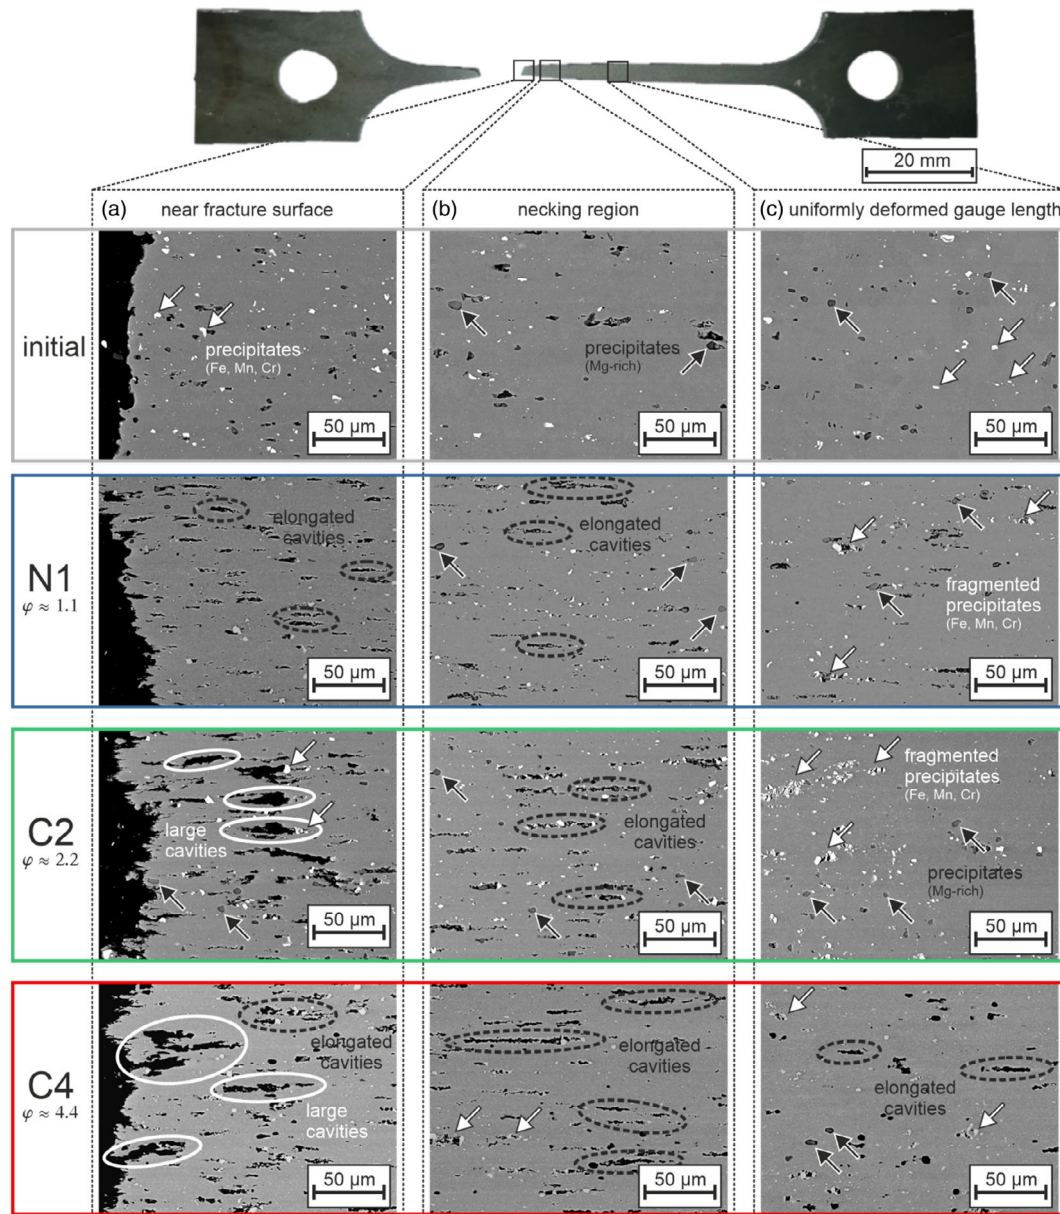 20 mm
(a) near fracture surface
(b) necking region
(c) uniformly deformed gauge length
initial
precipitates
(Fe, Mn, Cr)
50 µm
precipitates
(Mg-rich)
50 µm
50 µm
N1
φ ≈ 1.1
elongated
cavities
50 µm
elongated
cavities
50 µm
fragmented
precipitates
(Fe, Mn, Cr)
50 µm
C2
φ ≈ 2.2
large
cavities
50 µm
elongated
cavities
50 µm
fragmented
precipitates
(Fe, Mn, Cr)
precipitates
(Mg-rich)
50 µm
C4
φ ≈ 4.4
elongated
cavities
large
cavities
50 µm
elongated
cavities
50 µm
elongated
cavities
50 µm